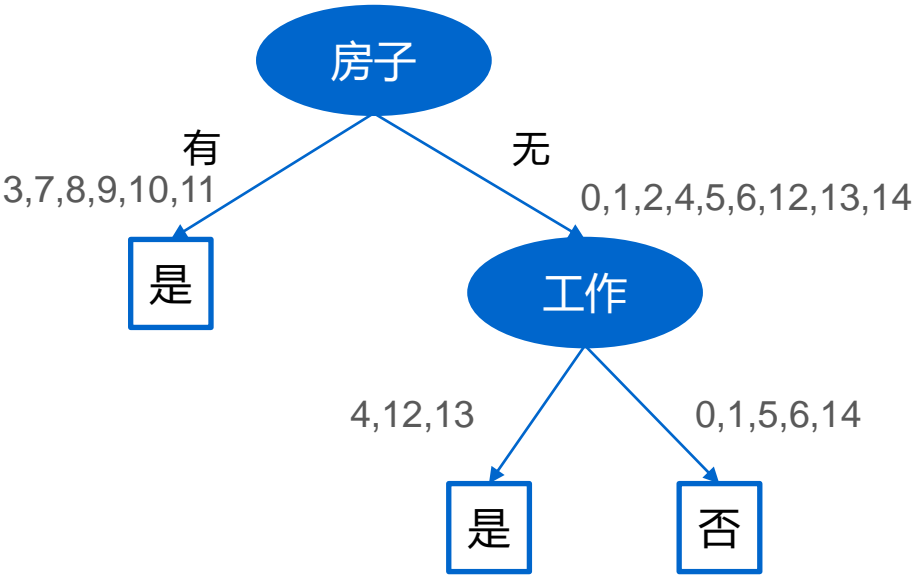 房子
有
无
3,7,8,9,10,11
0,1,2,4,5,6,12,13,14
是
工作
4,12,13
0,1,5,6,14
是
否